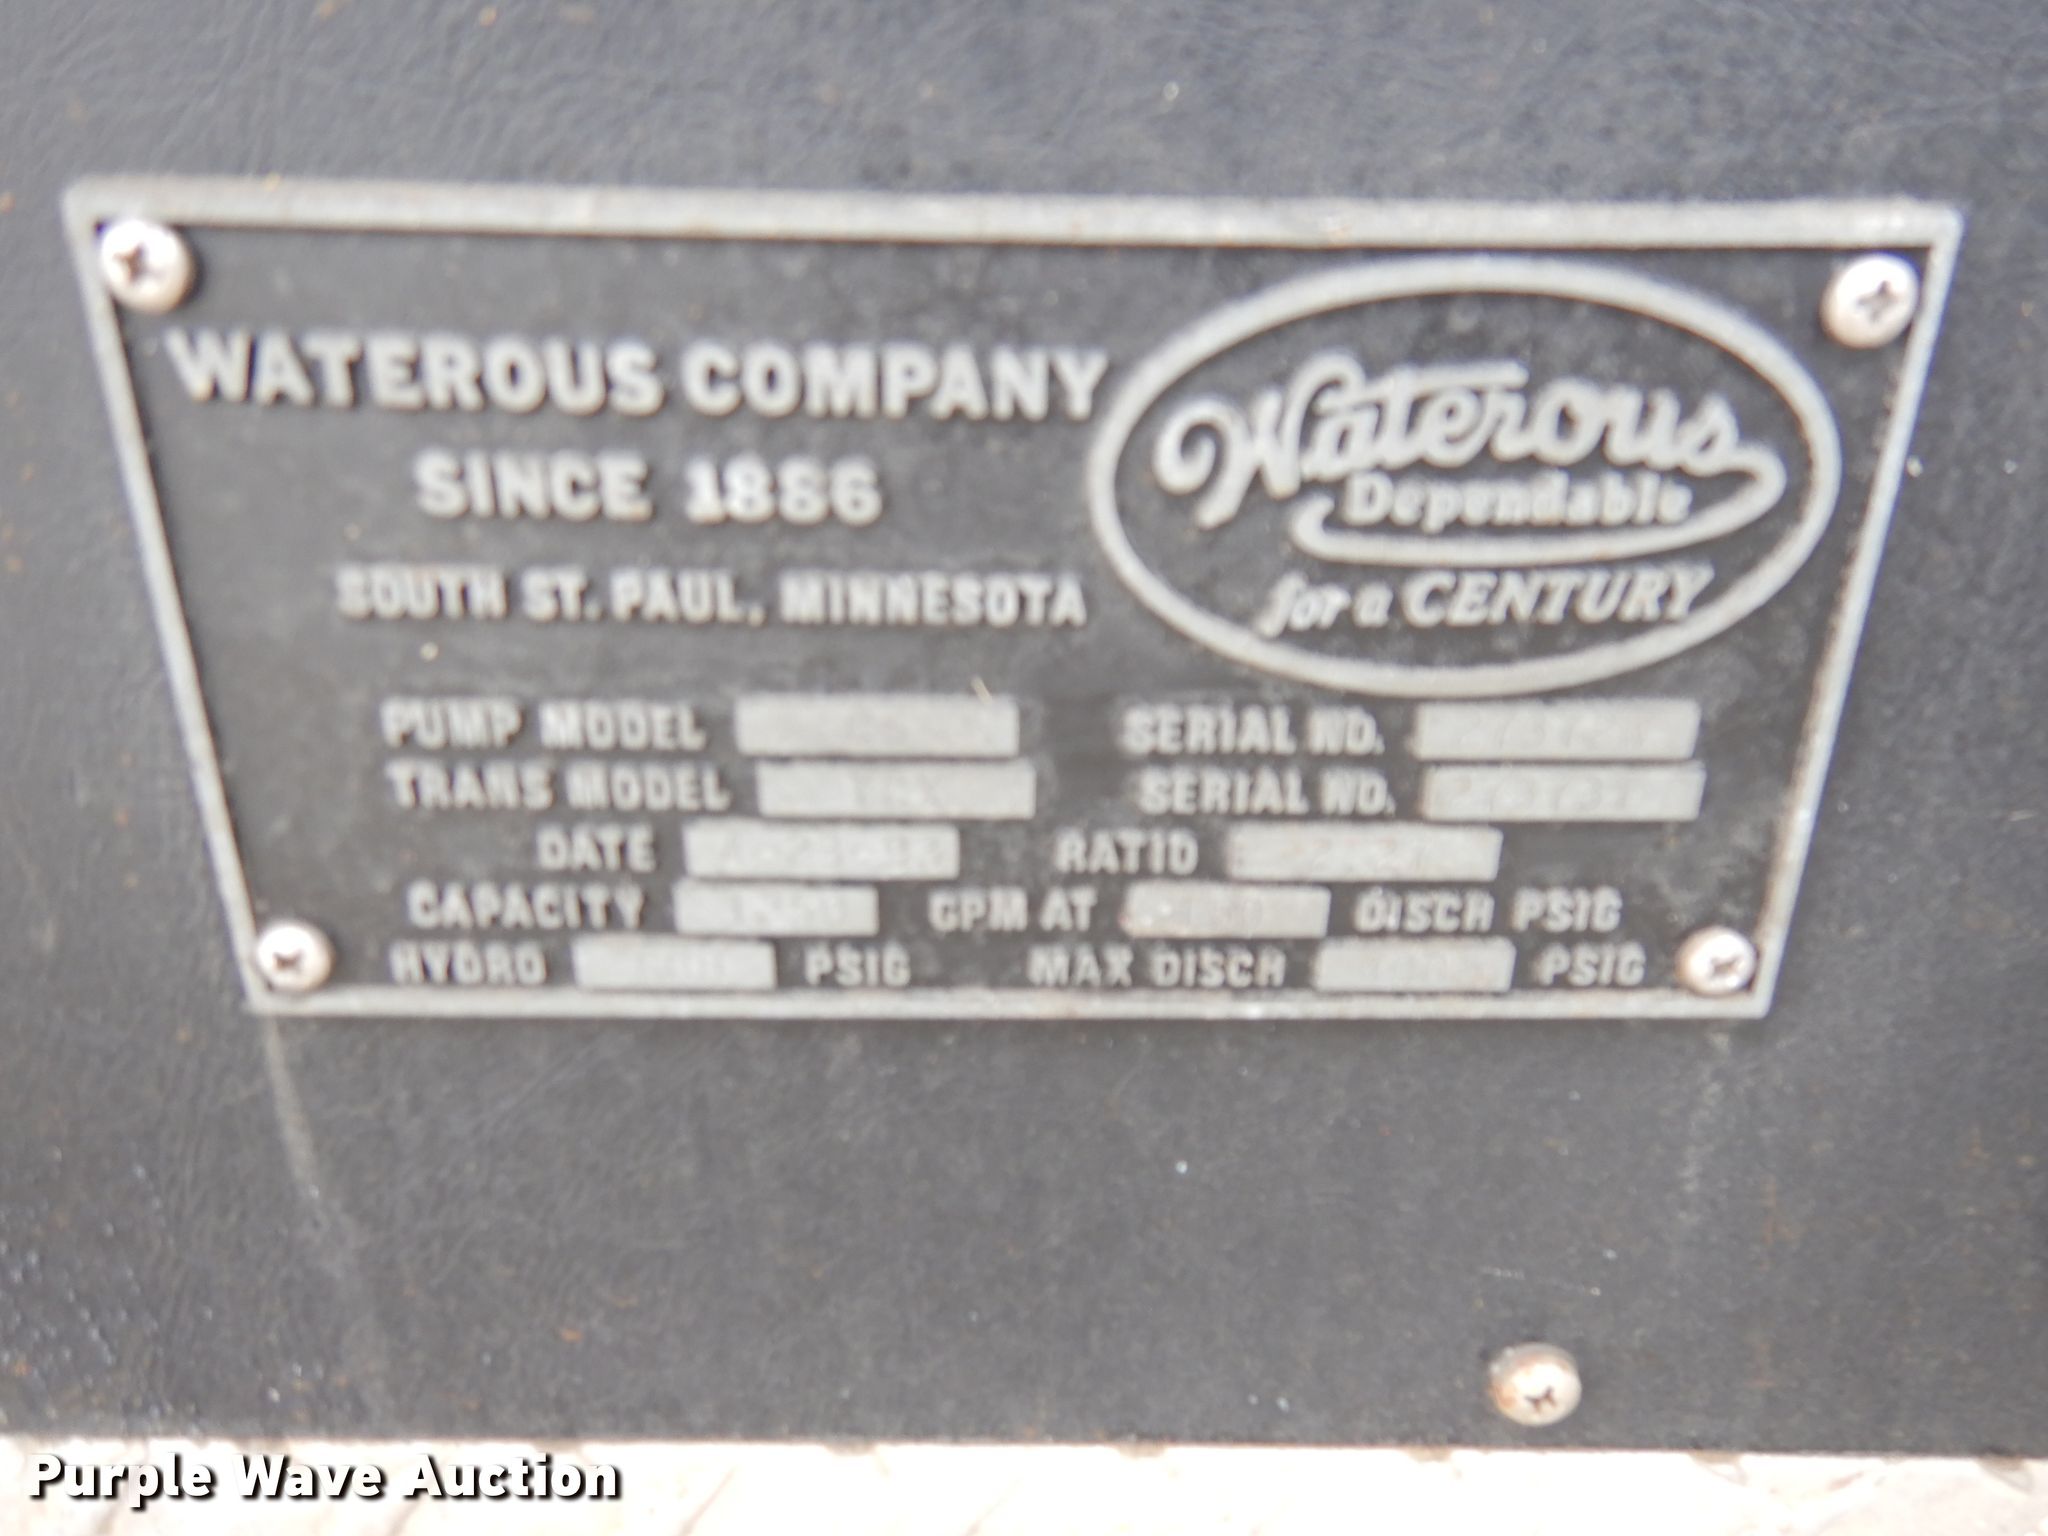 WATEROUS COMPANY
SINCE 1886
SOUTH ST. PAUL, MINNESOTA
Waterous
Dependable
for a CENTURY
PUMP MODEL SERIAL NO.
TRANS MODEL SERIAL NO.
DATE RATIO
CAPACITY GPM AT DISCH PSIG
HYDRO PSIG MAX DISCH PSIG
Purple Wave Auction